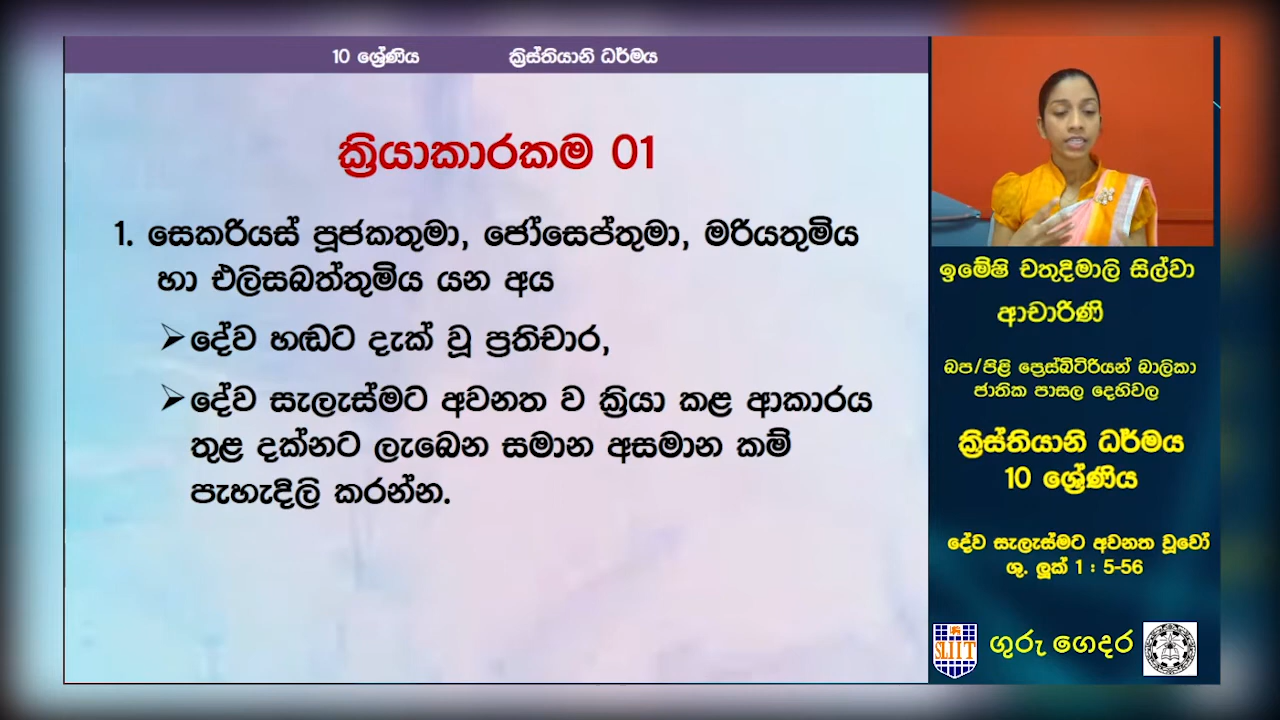 10 ශ්‍රේණිය ක්‍රිස්තියානි ධර්මය
ක්‍රියාකාරකම 01
1. සෙකරියස් පූජකතුමා, ජෝසෙප්තුමා, මරියතුමිය
හා එලිසබත්තුමිය යන අය
➢දේව හඬට දැක් වූ ප්‍රතිචාර,
➢දේව සැලැස්මට අවනත ව ක්‍රියා කළ ආකාරය
තුළ දක්නට ලැබෙන සමාන අසමාන කම්
පැහැදිලි කරන්න.
ඉමේෂි චතුදිමාලි සිල්වා
ආචාරිණි
ඛප/පිළි ප්‍රෙස්බිටිරියන් බාලිකා
ජාතික පාසල දෙහිවල
ක්‍රිස්තියානි ධර්මය
10 ශ්‍රේණිය
දේව සැලැස්මට අවනත වූවෝ
ශු. ලූක් 1 : 5-56
SLIIT ගුරු ගෙදර